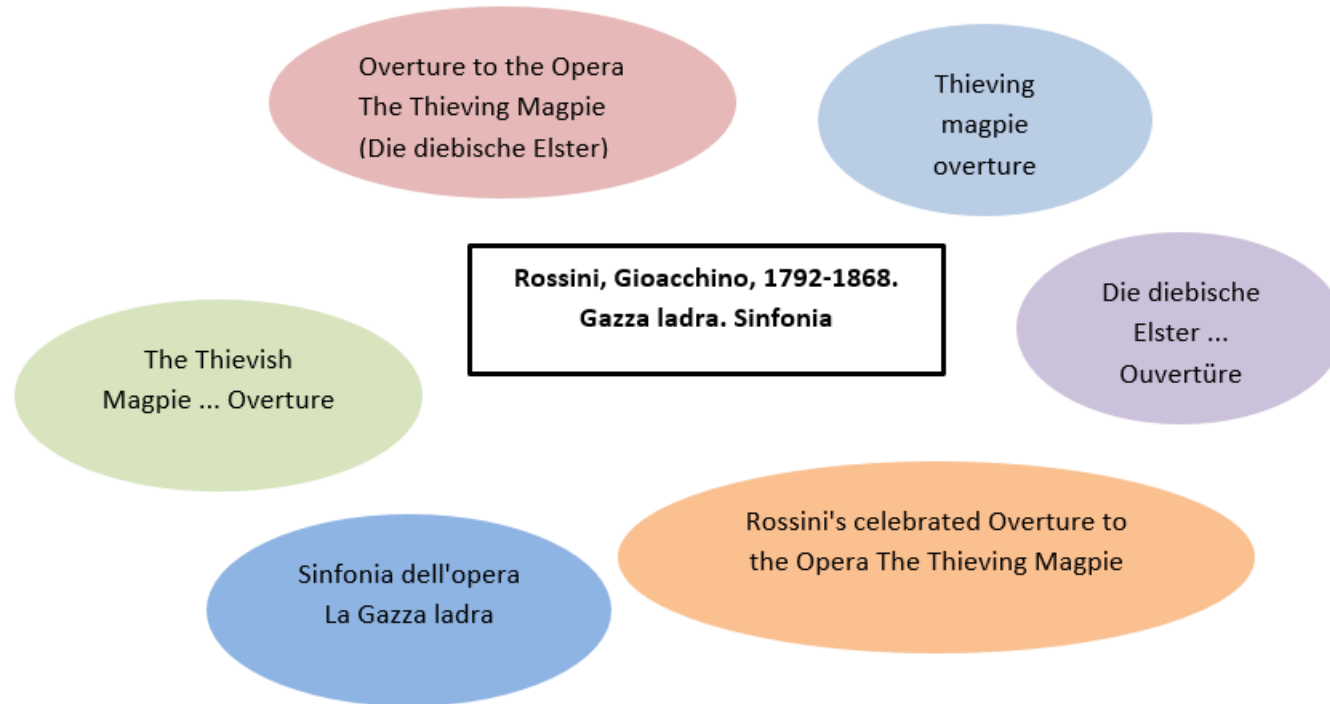 Overture to the Opera
The Thieving Magpie
(Die diebische Elster)
Thieving
magpie
overture
Rossini, Gioacchino, 1792-1868.
Gazza ladra. Sinfonia
Die diebische
Elster ...
Ouvertüre
The Thievish
Magpie ... Overture
Rossini's celebrated Overture to
the Opera The Thieving Magpie
Sinfonia dell'opera
La Gazza ladra